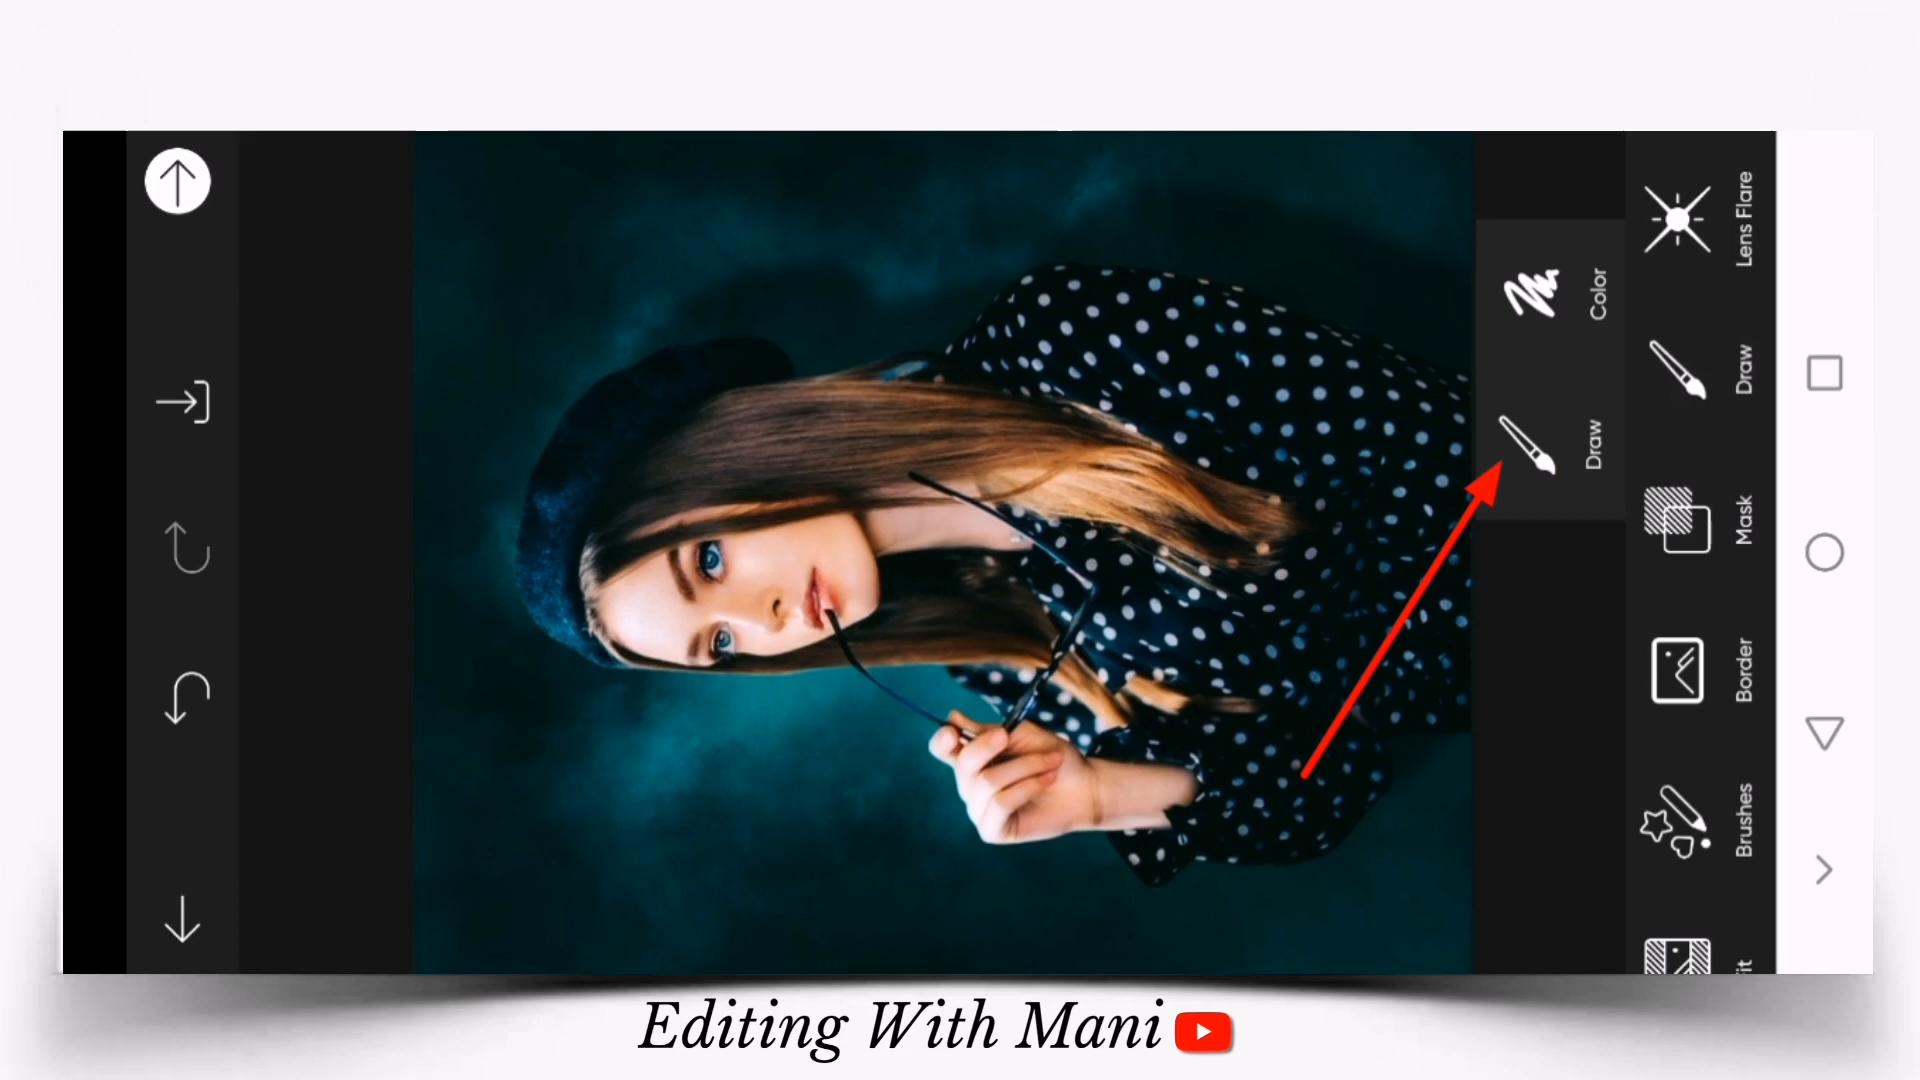 Color
Draw
Lens Flare
Draw
Mask
Border
Brushes
Editing With Mani